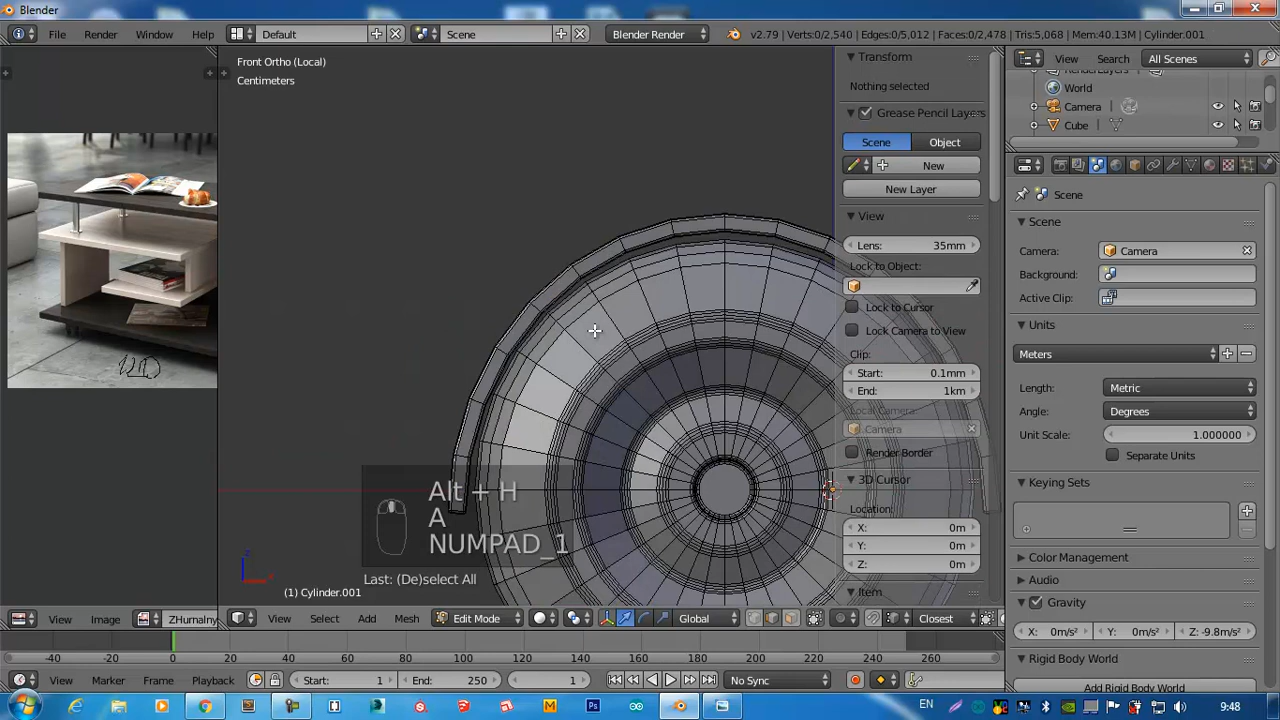 Blender
File Render Window Help Default Scene Blender Render v2.79 | Verts:0/2,540 | Edges:0/5,012 | Faces:0/2,478 | Tris:5,068 | Mem:40.13M | Cylinder.001
Front Ortho (Local)
Centimeters
Transform
Nothing selected
Grease Pencil Layers
Scene Object
New
New Layer
View
Lens: 35mm
Lock to Object:
Lock to Cursor
Lock Camera to View
Clip:
Start: 0.1mm
End: 1km
Local Camera:
Camera
Render Border
3D Cursor
Location:
X: 0m
Y: 0m
Z: 0m
Item
View Search All Scenes
RenderLayers
World
Camera
Cube
Scene
Scene
Camera: Camera
Background:
Active Clip:
Units
Meters
Length: Metric
Angle: Degrees
Unit Scale: 1.000000
Separate Units
Keying Sets
Color Management
Audio
Gravity
X: 0m/s² Y: 0m/s² Z: -9.8m/s²
Rigid Body World
Add Rigid Body World
Alt + H
A
NUMPAD_1
Last: (De)select All
(1) Cylinder.001
View Image ZHurnalny View Select Add Mesh Edit Mode Global Closest
-40 -20 0 20 40 60 80 100 120 140 160 180 200 220 240 260
View Marker Frame Playback Start: 1 End: 250 1 No Sync
EN 9:48